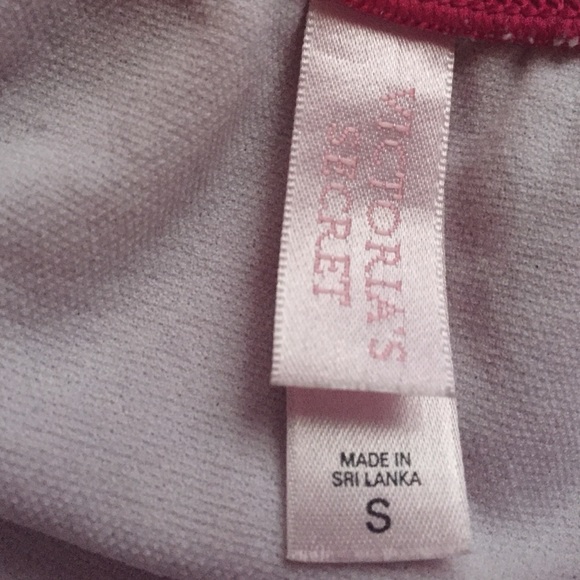 VICTORIA'S
SECRET
MADE IN
SRI LANKA
S